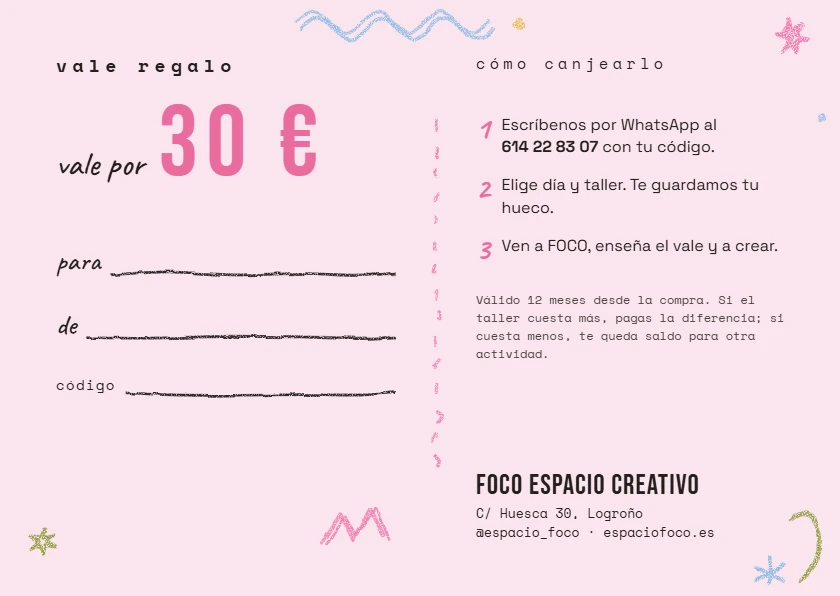 vale regalo
vale por 30 €
para
de
código
cómo canjearlo
1 Escríbenos por WhatsApp al
614 22 83 07 con tu código.
2 Elige día y taller. Te guardamos tu
hueco.
3 Ven a FOCO, enseña el vale y a crear.
Válido 12 meses desde la compra. Si el
taller cuesta más, pagas la diferencia; si
cuesta menos, te queda saldo para otra
actividad.
FOCO ESPACIO CREATIVO
C/ Huesca 30, Logroño
@espacio_foco · espaciofoco.es